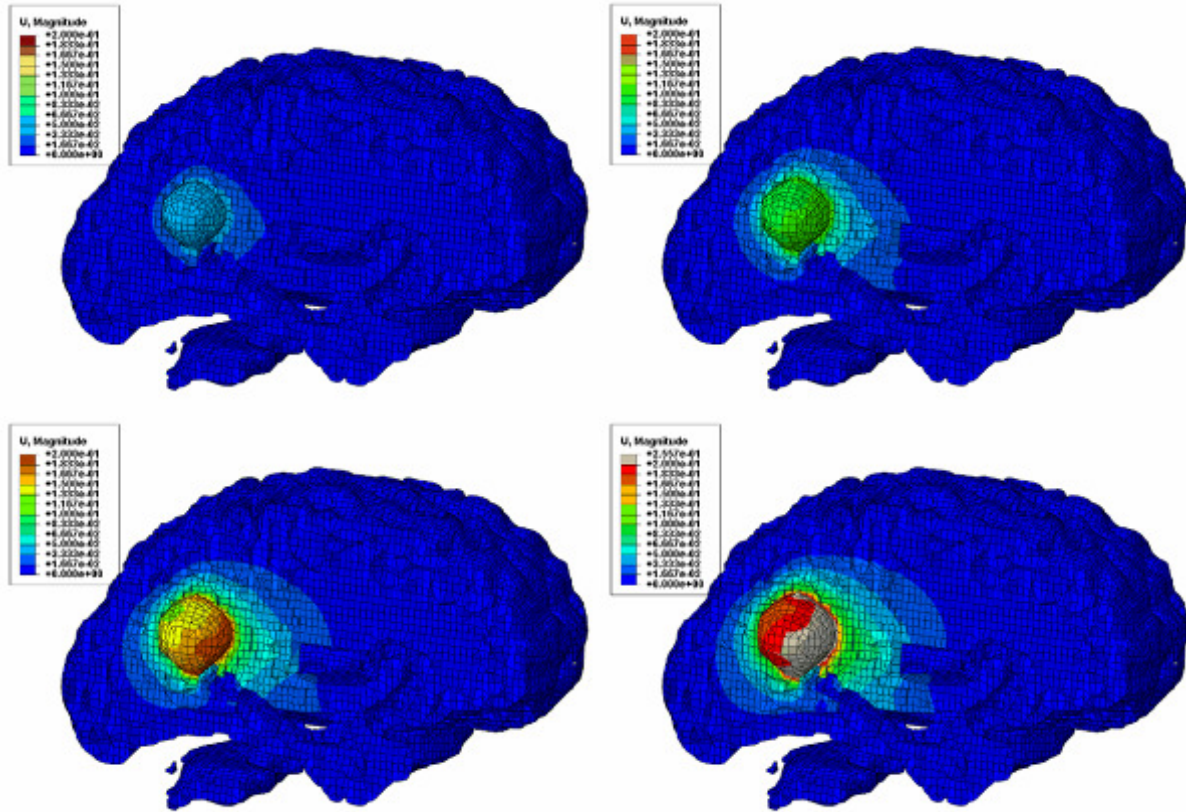 U, Magnitude
+2.000e-01
+1.833e-01
+1.667e-01
+1.500e-01
+1.333e-01
+1.167e-01
+1.000e-01
+8.333e-02
+6.667e-02
+5.000e-02
+3.333e-02
+1.667e-02
+0.000e+00
U, Magnitude
+2.000e-01
+1.833e-01
+1.667e-01
+1.500e-01
+1.333e-01
+1.167e-01
+1.000e-01
+8.333e-02
+6.667e-02
+5.000e-02
+3.333e-02
+1.667e-02
+0.000e+00
U, Magnitude
+2.000e-01
+1.833e-01
+1.667e-01
+1.500e-01
+1.333e-01
+1.167e-01
+1.000e-01
+8.333e-02
+6.667e-02
+5.000e-02
+3.333e-02
+1.667e-02
+0.000e+00
U, Magnitude
+2.557e-01
+2.000e-01
+1.833e-01
+1.667e-01
+1.500e-01
+1.333e-01
+1.167e-01
+1.000e-01
+8.333e-02
+6.667e-02
+5.000e-02
+3.333e-02
+1.667e-02
+0.000e+00